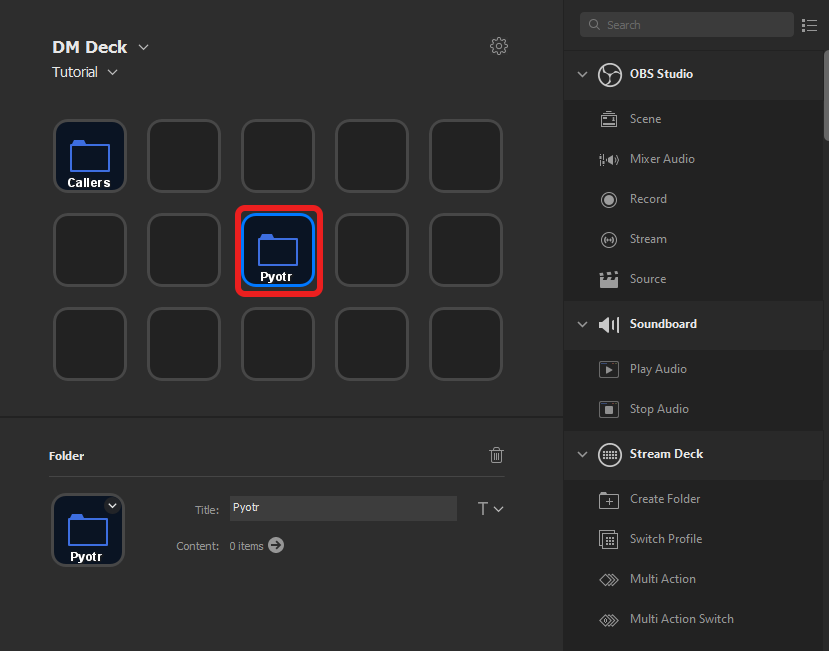 DM Deck
Tutorial
Callers
Pyotr
Folder
Pyotr
Title:
Pyotr
T
Content:
0 items
Search
OBS Studio
Scene
Mixer Audio
Record
Stream
Source
Soundboard
Play Audio
Stop Audio
Stream Deck
Create Folder
Switch Profile
Multi Action
Multi Action Switch